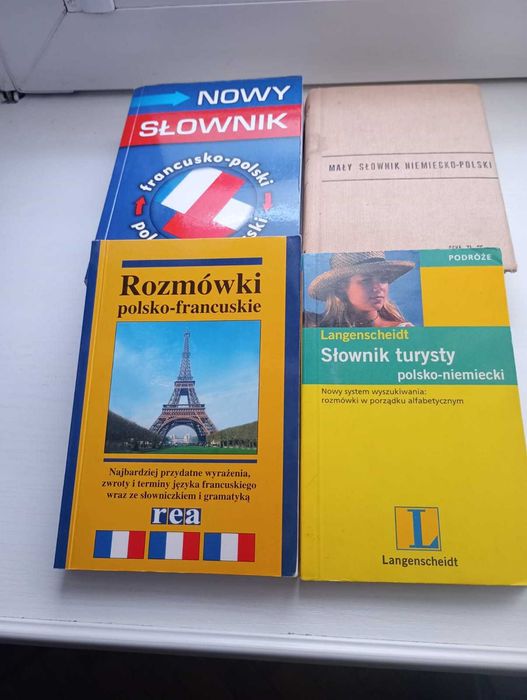 NOWY
SŁOWNIK
francusko-polski
MAŁY SŁOWNIK NIEMIECKO-POLSKI
Rozmówki
polsko-francuskie
Najbardziej przydatne wyrażenia,
zwroty i terminy języka francuskiego
wraz ze słowniczkiem i gramatyką
rea
PODRÓŻE
Langenscheidt
Słownik turysty
polsko-niemiecki
Nowy system wyszukiwania:
rozmówki w porządku alfabetycznym
L
Langenscheidt